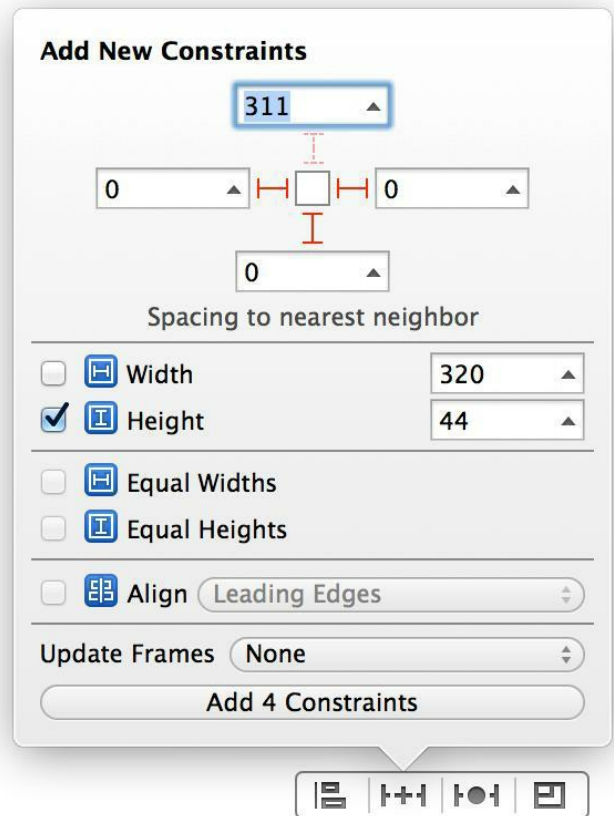 Add New Constraints
311
0 0
0
Spacing to nearest neighbor
Width 320
Height 44
Equal Widths
Equal Heights
Align Leading Edges
Update Frames None
Add 4 Constraints